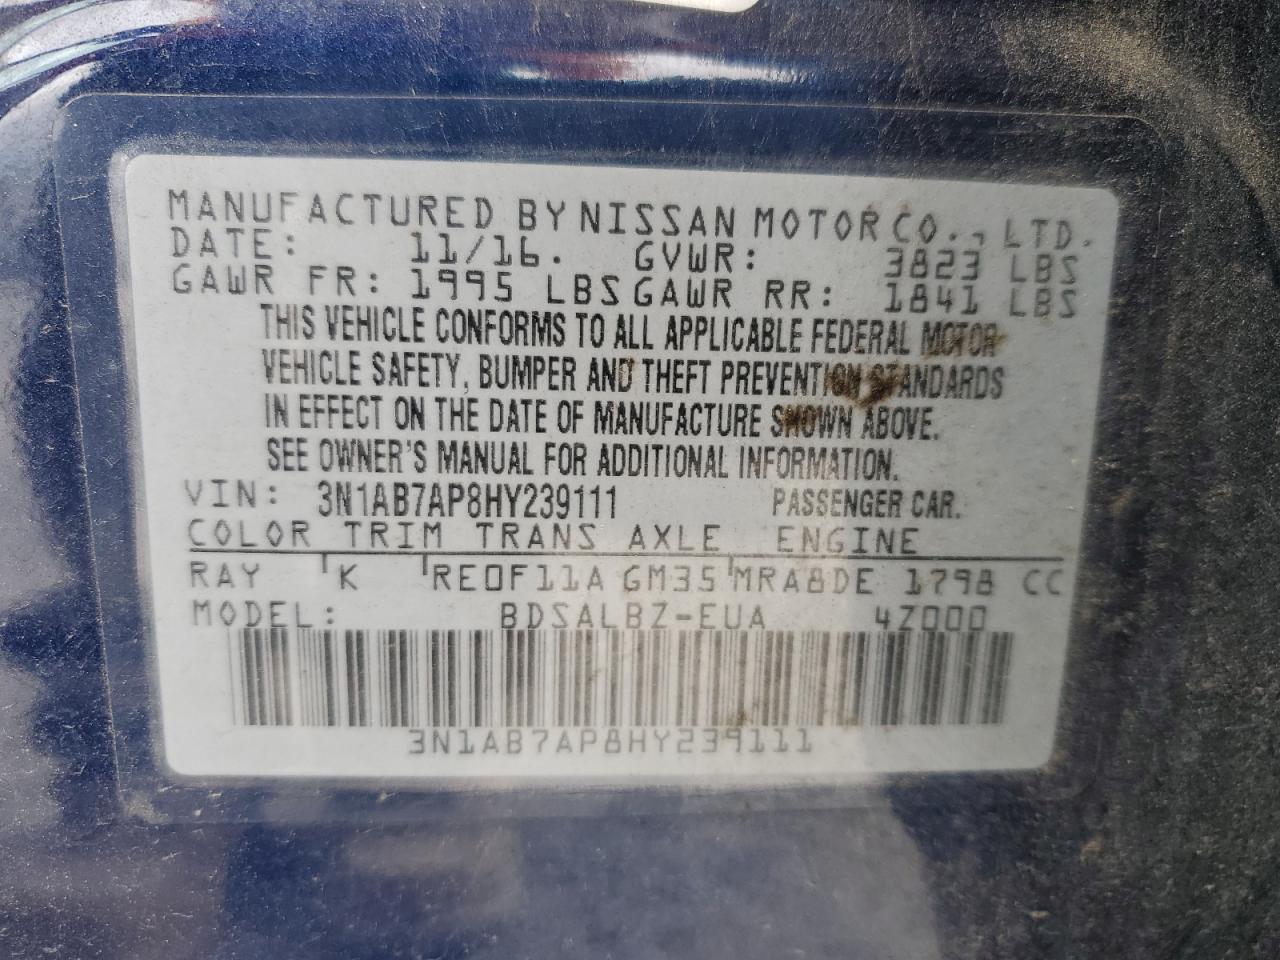 MANUFACTURED BY NISSAN MOTOR CO., LTD.
DATE: 11/16. GVWR: 3823 LBS
GAWR FR: 1995 LBS GAWR RR: 1841 LBS
THIS VEHICLE CONFORMS TO ALL APPLICABLE FEDERAL MOTOR
VEHICLE SAFETY, BUMPER AND THEFT PREVENTION STANDARDS
IN EFFECT ON THE DATE OF MANUFACTURE SHOWN ABOVE.
SEE OWNER'S MANUAL FOR ADDITIONAL INFORMATION.
VIN: 3N1AB7AP8HY239111 PASSENGER CAR.
COLOR TRIM TRANS AXLE ENGINE
RAY K RE0F11A GM35 MRA8DE 1798 CC
MODEL: BDSALBZ-EUA 4Z000
3N1AB7AP8HY239111